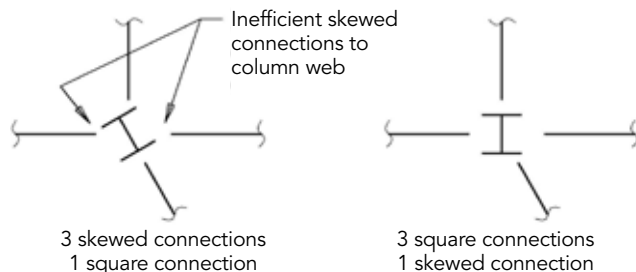 Inefficient skewed
connections to
column web
3 skewed connections
1 square connection
3 square connections
1 skewed connection